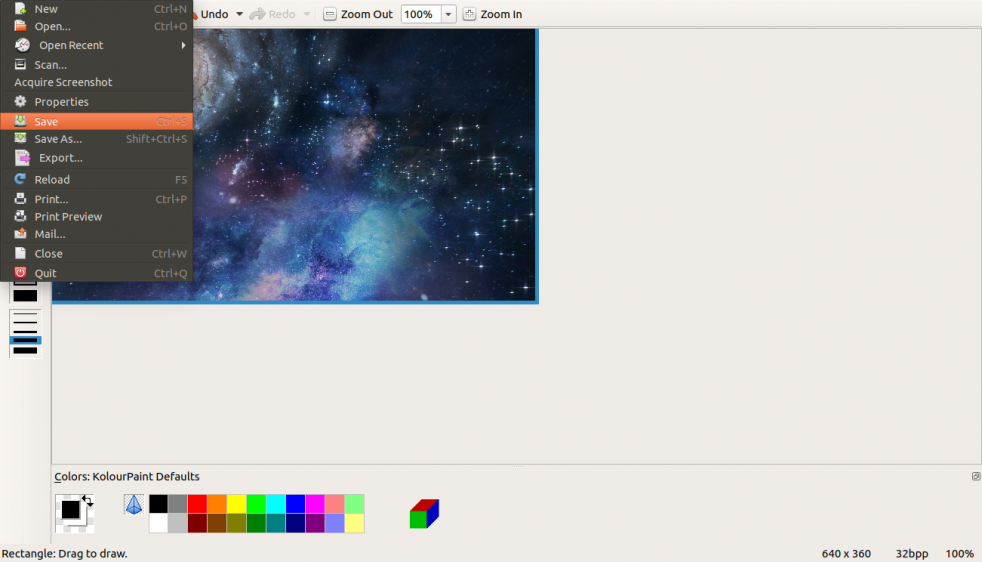 New Ctrl+N
Undo Redo Zoom Out 100% Zoom In
Open... Ctrl+O
Open Recent
Scan...
Acquire Screenshot
Properties
Save Ctrl+S
Save As... Shift+Ctrl+S
Export...
Reload F5
Print... Ctrl+P
Print Preview
Mail...
Close Ctrl+W
Quit Ctrl+Q
Colors: KolourPaint Defaults
Rectangle: Drag to draw. 640 x 360 32bpp 100%